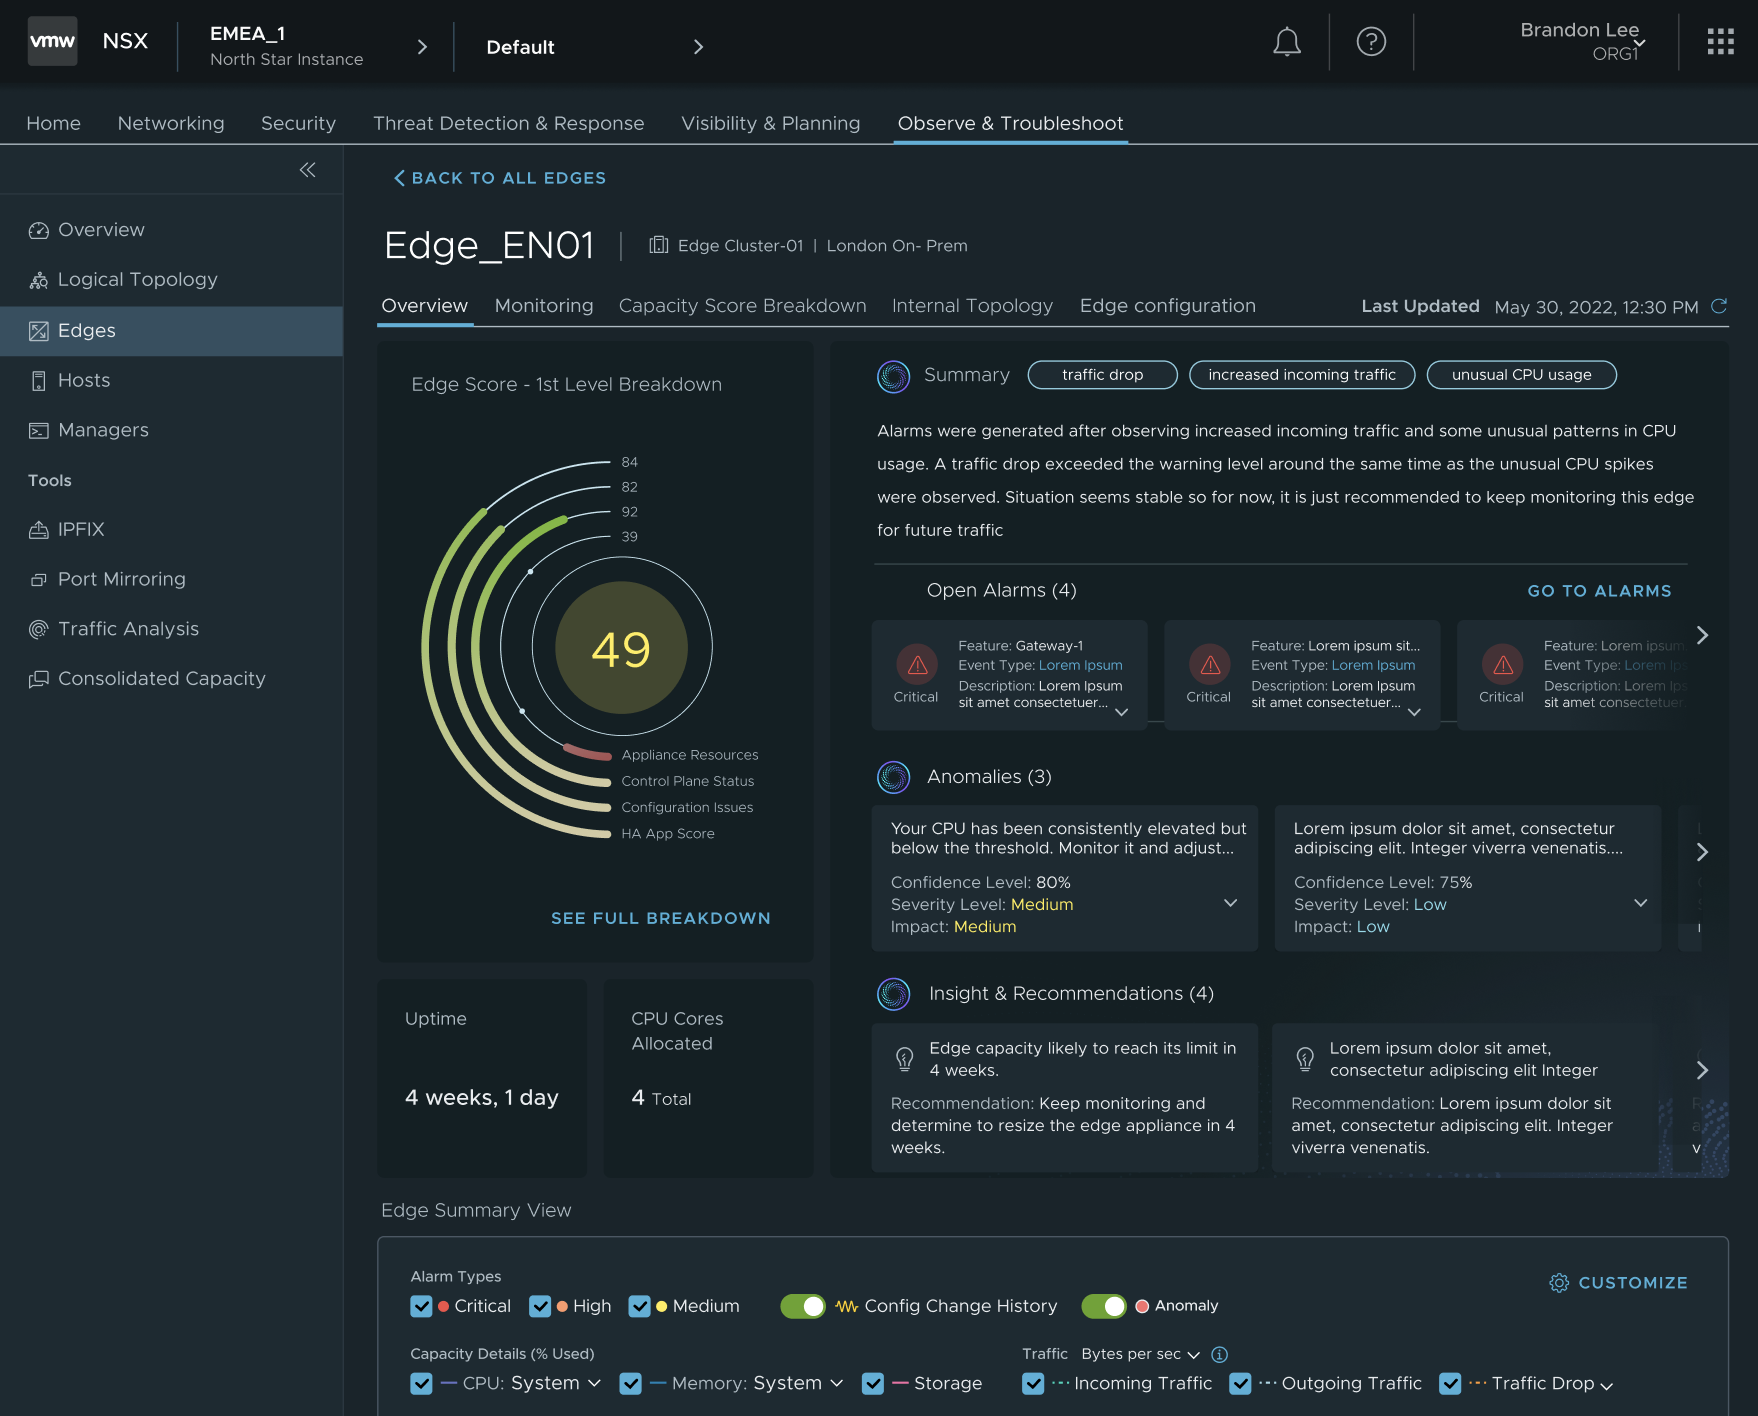 vmw NSX EMEA_1 Default Brandon Lee
North Star Instance ORG1
Home Networking Security Threat Detection & Response Visibility & Planning Observe & Troubleshoot
Overview
Logical Topology
Edges
Hosts
Managers
Tools
IPFIX
Port Mirroring
Traffic Analysis
Consolidated Capacity
BACK TO ALL EDGES
Edge_EN01 | Edge Cluster-01 | London On- Prem
Overview Monitoring Capacity Score Breakdown Internal Topology Edge configuration Last Updated May 30, 2022, 12:30 PM
Edge Score - 1st Level Breakdown
84
82
92
39
49
Appliance Resources
Control Plane Status
Configuration Issues
HA App Score
SEE FULL BREAKDOWN
Uptime
4 weeks, 1 day
CPU Cores
Allocated
4 Total
Summary traffic drop increased incoming traffic unusual CPU usage
Alarms were generated after observing increased incoming traffic and some unusual patterns in CPU
usage. A traffic drop exceeded the warning level around the same time as the unusual CPU spikes
were observed. Situation seems stable so for now, it is just recommended to keep monitoring this edge
for future traffic
Open Alarms (4) GO TO ALARMS
Critical
Feature: Gateway-1
Event Type: Lorem Ipsum
Description: Lorem Ipsum
sit amet consectetuer...
Critical
Feature: Lorem ipsum sit...
Event Type: Lorem Ipsum
Description: Lorem Ipsum
sit amet consectetuer...
Critical
Feature: Lorem ipsum
Event Type: Lorem Ips
Description: Lorem Ips
sit amet consectetuer
Anomalies (3)
Your CPU has been consistently elevated but
below the threshold. Monitor it and adjust...
Confidence Level: 80%
Severity Level: Medium
Impact: Medium
Lorem ipsum dolor sit amet, consectetur
adipiscing elit. Integer viverra venenatis....
Confidence Level: 75%
Severity Level: Low
Impact: Low
Insight & Recommendations (4)
Edge capacity likely to reach its limit in
4 weeks.
Recommendation: Keep monitoring and
determine to resize the edge appliance in 4
weeks.
Lorem ipsum dolor sit amet,
consectetur adipiscing elit Integer
Recommendation: Lorem ipsum dolor sit
amet, consectetur adipiscing elit. Integer
viverra venenatis.
Edge Summary View
Alarm Types CUSTOMIZE
Critical High Medium Config Change History Anomaly
Capacity Details (% Used) Traffic Bytes per sec
CPU: System Memory: System Storage Incoming Traffic Outgoing Traffic Traffic Drop